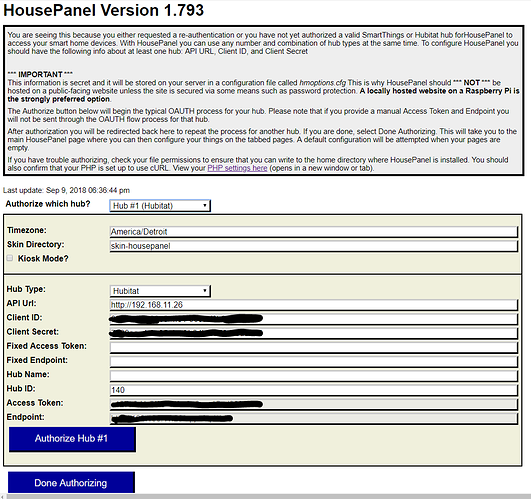 HousePanel Version 1.793
You are seeing this because you either requested a re-authentication or you have not yet authorized a valid SmartThings or Hubitat hub forHousePanel to
access your smart home devices. With HousePanel you can use any number and combination of hub types at the same time. To configure HousePanel you
should have the following info about at least one hub: API URL, Client ID, and Client Secret
*** IMPORTANT ***
This information is secret and it will be stored on your server in a configuration file called hmoptions.cfg This is why HousePanel should *** NOT *** be
hosted on a public-facing website unless the site is secured via some means such as password protection. A locally hosted website on a Raspberry Pi is
the strongly preferred option.
The Authorize button below will begin the typical OAUTH process for your hub. Please note that if you provide a manual Access Token and Endpoint you
will not be sent through the OAUTH flow process for that hub.
After authorization you will be redirected back here to repeat the process for another hub. If you are done, select Done Authorizing. This will take you to the
main HousePanel page where you can then configure your things on the tabbed pages. A default configuration will be attempted when your pages are
empty.
If you have trouble authorizing, check your file permissions to ensure that you can write to the home directory where HousePanel is installed. You should
also confirm that your PHP is set up to use cURL. View your PHP settings here (opens in a new window or tab).
Last update: Sep 9, 2018 06:36:44 pm
Authorize which hub? Hub #1 (Hubitat)
Timezone: America/Detroit
Skin Directory: skin-housepanel
Kiosk Mode?
Hub Type: Hubitat
API Url: http://192.168.11.26
Client ID:
Client Secret:
Fixed Access Token:
Fixed Endpoint:
Hub Name:
Hub ID: 140
Access Token:
Endpoint:
Authorize Hub #1
Done Authorizing